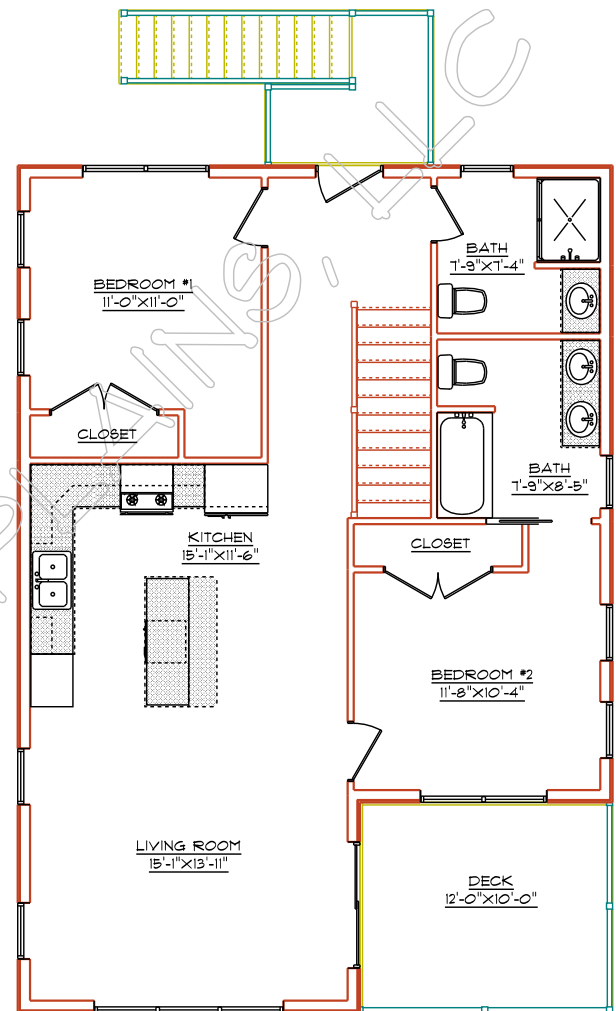 BATH
7'-9"X7'-4"
BEDROOM #1
11'-0"X11'-0"
CLOSET
BATH
7'-9"X8'-5"
KITCHEN
15'-1"X11'-6"
CLOSET
BEDROOM #2
11'-8"X10'-4"
LIVING ROOM
15'-1"X13'-11"
DECK
12'-0"X10'-0"
PLAINS, LLC